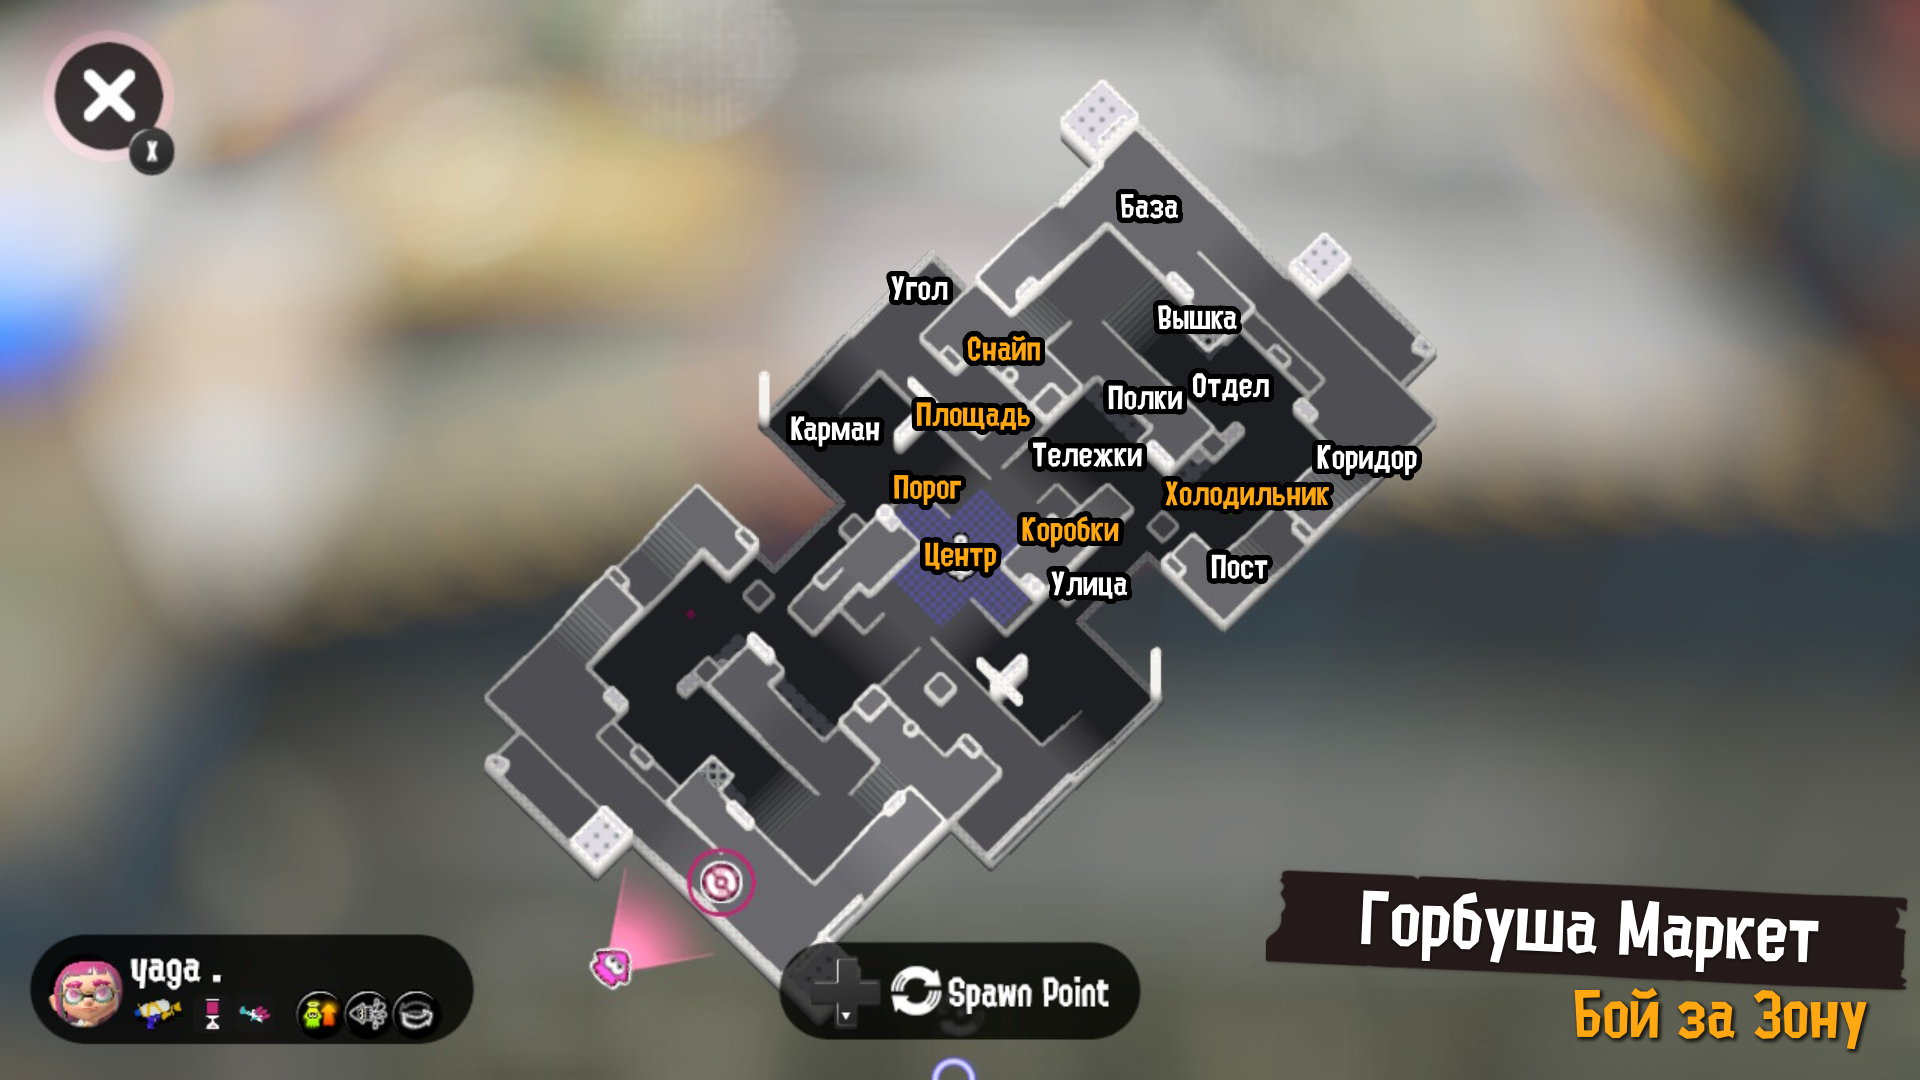 X
База
Угол
Вышка
Снайп
Отдел
Полки
Площадь
Карман
Тележки
Коридор
Порог
Холодильник
Коробки
Центр
Пост
Улица
Горбуша Маркет
Бой за Зону
yaga .
Spawn Point